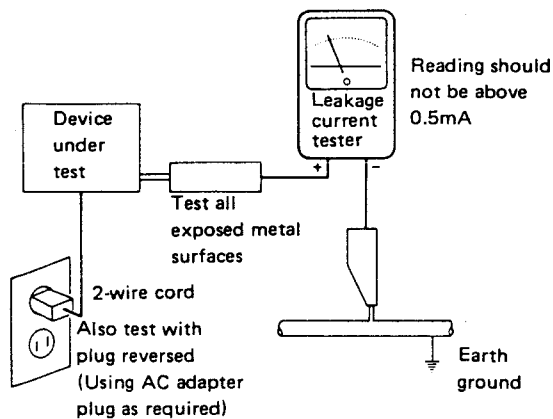 Device
under
test
Leakage
current
tester
+ -
Reading should
not be above
0.5mA
Test all
exposed metal
surfaces
2-wire cord
Also test with
plug reversed
(Using AC adapter
plug as required)
Earth
ground